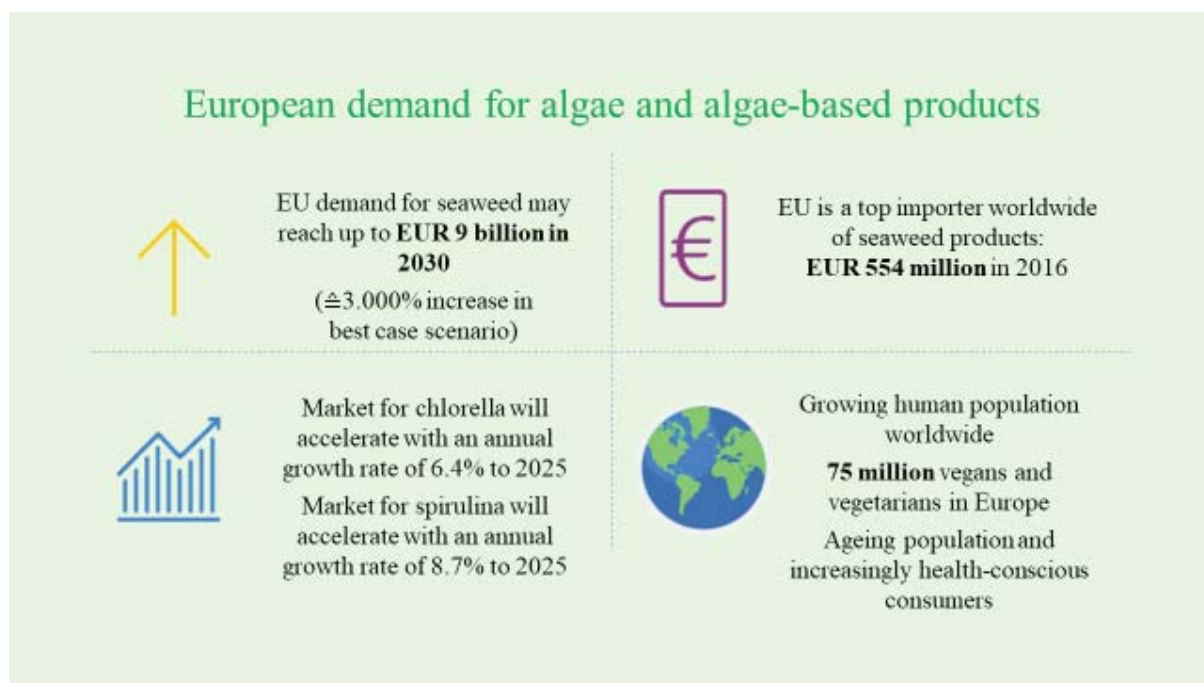 European demand for algae and algae-based products
EU demand for seaweed may
reach up to EUR 9 billion in
2030
(≙3.000% increase in
best case scenario)
€
EU is a top importer worldwide
of seaweed products:
EUR 554 million in 2016
Market for chlorella will
accelerate with an annual
growth rate of 6.4% to 2025
Market for spirulina will
accelerate with an annual
growth rate of 8.7% to 2025
Growing human population
worldwide
75 million vegans and
vegetarians in Europe
Ageing population and
increasingly health-conscious
consumers